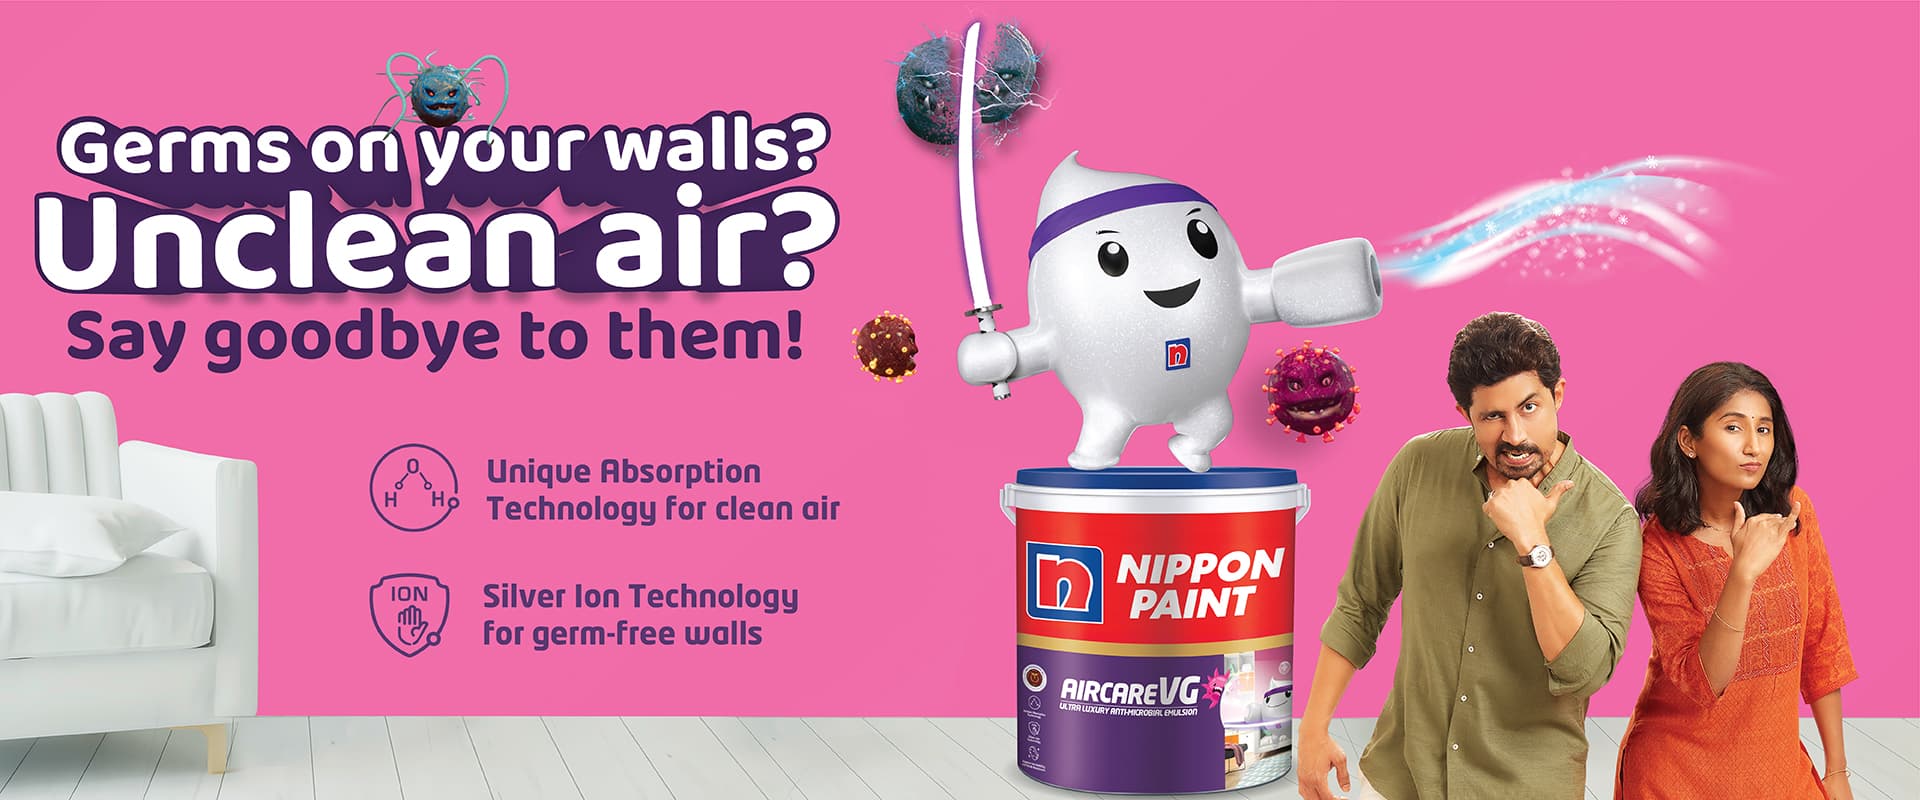 Germs on your walls?
Unclean air?
Say goodbye to them!
H O H
Unique Absorption
Technology for clean air
ION
Silver Ion Technology
for germ-free walls
n
n
NIPPON
PAINT
AIRCARE VG
ULTRA LUXURY ANTI-MICROBIAL EMULSION